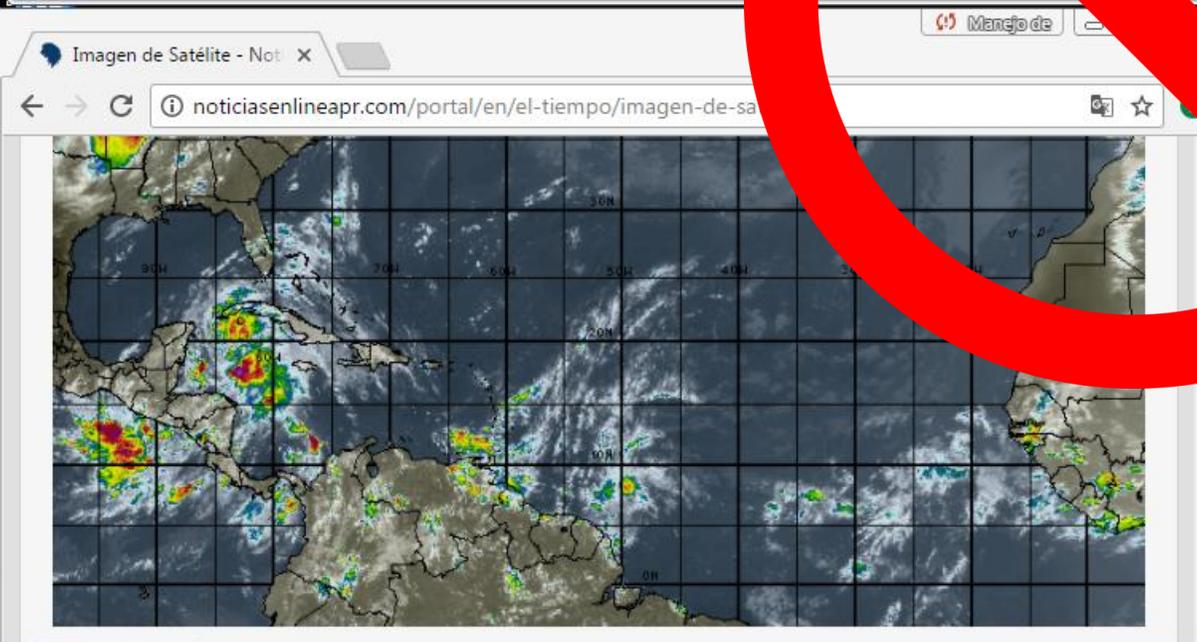 Manejo de
Imagen de Satélite - Not
noticiasenlineapr.com/portal/en/el-tiempo/imagen-de-sa
30N
90W 70W 60W 50W 40W
20N
10N
0N